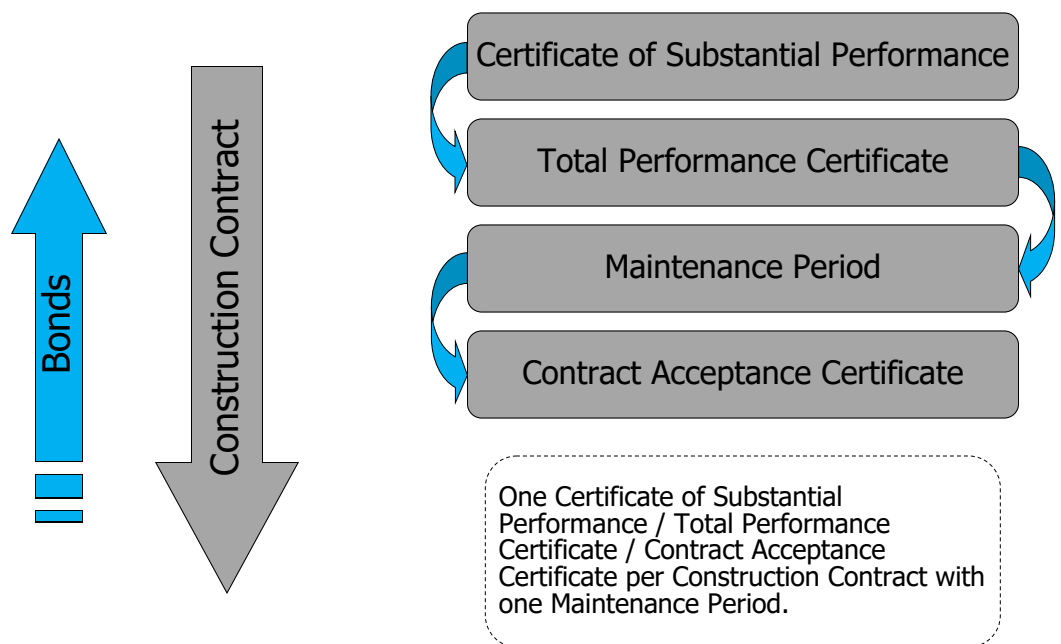 Certificate of Substantial Performance
Total Performance Certificate
Maintenance Period
Contract Acceptance Certificate
Construction Contract
Bonds
One Certificate of Substantial
Performance / Total Performance
Certificate / Contract Acceptance
Certificate per Construction Contract with
one Maintenance Period.